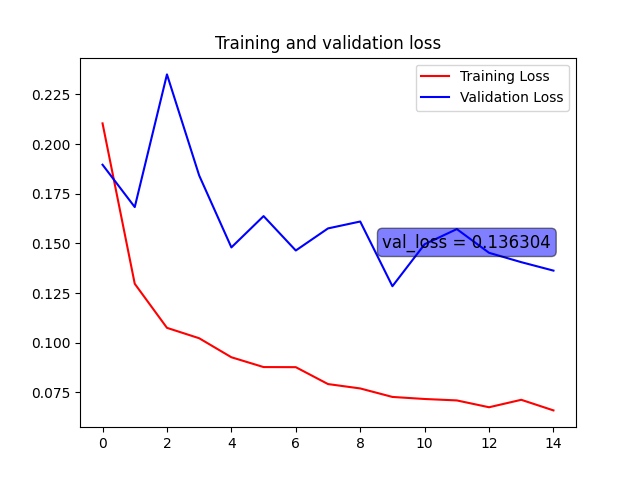 Training and validation loss
Training Loss
Validation Loss
val_loss = 0.136304
0.225
0.200
0.175
0.150
0.125
0.100
0.075
0 2 4 6 8 10 12 14